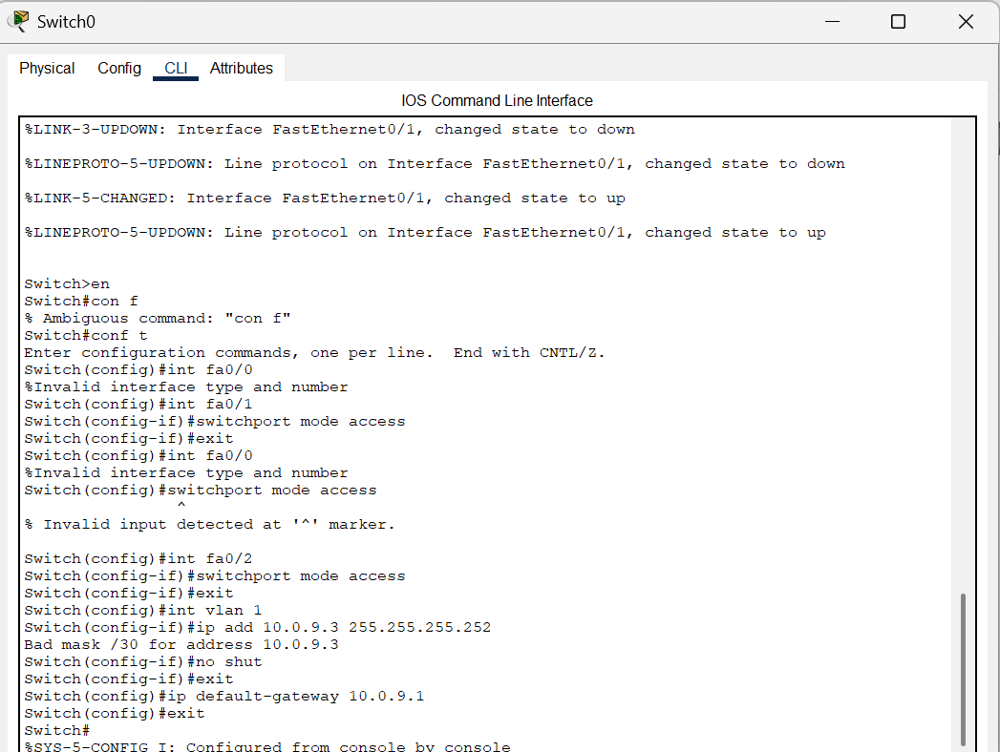 Switch0
Physical Config CLI Attributes
IOS Command Line Interface
%LINK-3-UPDOWN: Interface FastEthernet0/1, changed state to down
%LINEPROTO-5-UPDOWN: Line protocol on Interface FastEthernet0/1, changed state to down
%LINK-5-CHANGED: Interface FastEthernet0/1, changed state to up
%LINEPROTO-5-UPDOWN: Line protocol on Interface FastEthernet0/1, changed state to up
Switch>en
Switch#con f
% Ambiguous command: "con f"
Switch#conf t
Enter configuration commands, one per line.  End with CNTL/Z.
Switch(config)#int fa0/0
%Invalid interface type and number
Switch(config)#int fa0/1
Switch(config-if)#switchport mode access
Switch(config-if)#exit
Switch(config)#int fa0/0
%Invalid interface type and number
Switch(config)#switchport mode access
^
% Invalid input detected at '^' marker.
Switch(config)#int fa0/2
Switch(config-if)#switchport mode access
Switch(config-if)#exit
Switch(config)#int vlan 1
Switch(config-if)#ip add 10.0.9.3 255.255.255.252
Bad mask /30 for address 10.0.9.3
Switch(config-if)#no shut
Switch(config-if)#exit
Switch(config)#ip default-gateway 10.0.9.1
Switch(config)#exit
Switch#
%SYS-5-CONFIG_I: Configured from console by console